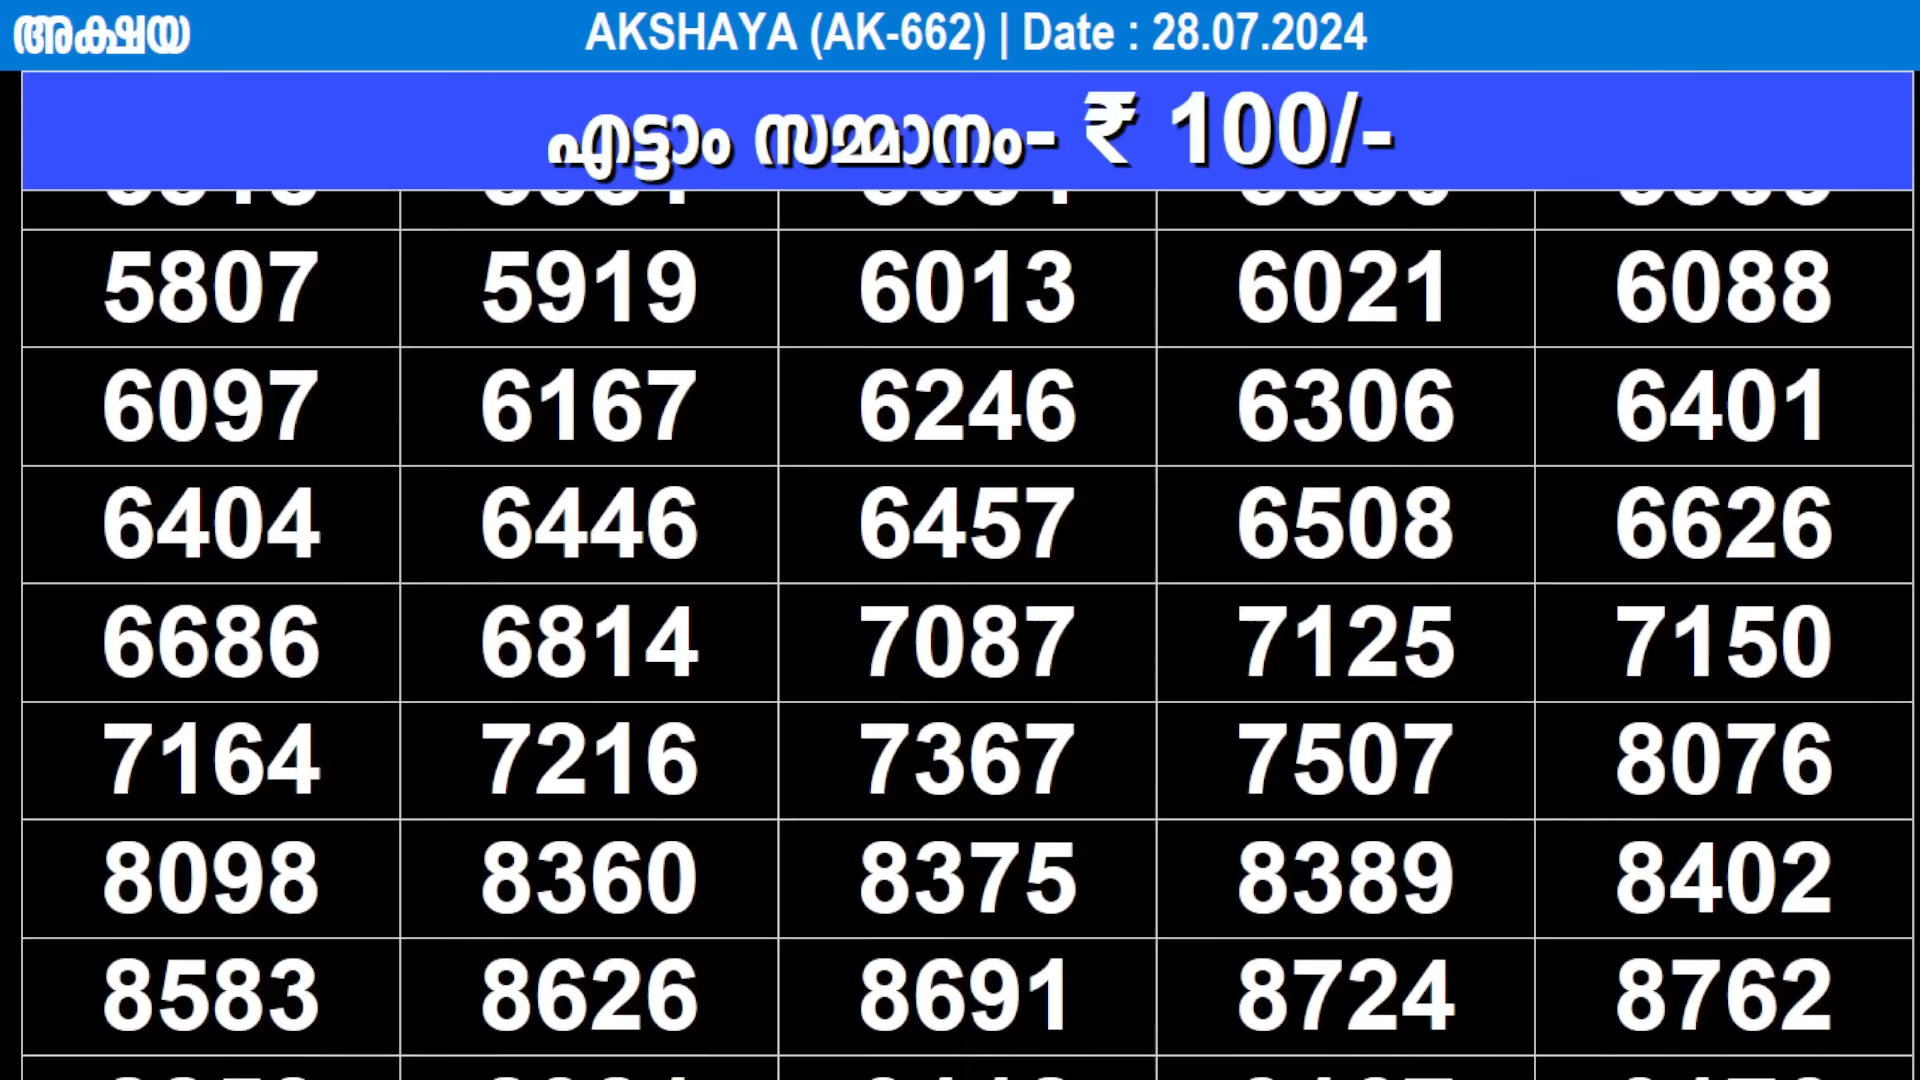 അക്ഷയ AKSHAYA (AK-662) | Date : 28.07.2024
എട്ടാം സമ്മാനം- ₹ 100/-
5807 5919 6013 6021 6088
6097 6167 6246 6306 6401
6404 6446 6457 6508 6626
6686 6814 7087 7125 7150
7164 7216 7367 7507 8076
8098 8360 8375 8389 8402
8583 8626 8691 8724 8762